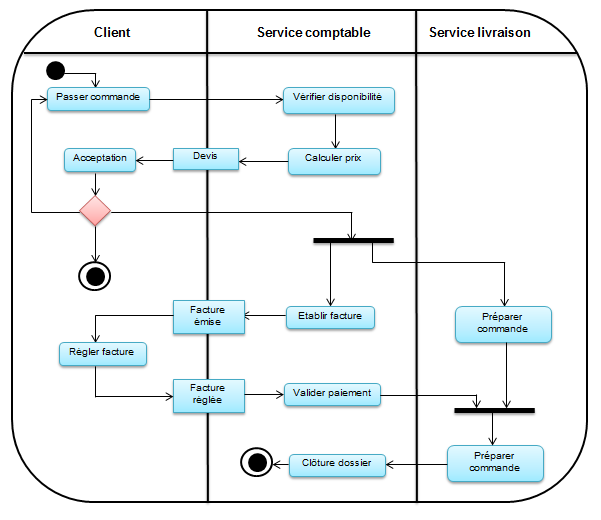 Client
Service comptable
Service livraison
Passer commande
Vérifier disponibilité
Acceptation
Devis
Calculer prix
Facture
émise
Etablir facture
Préparer
commande
Règler facture
Facture
réglée
Valider paiement
Clôture dossier
Préparer
commande